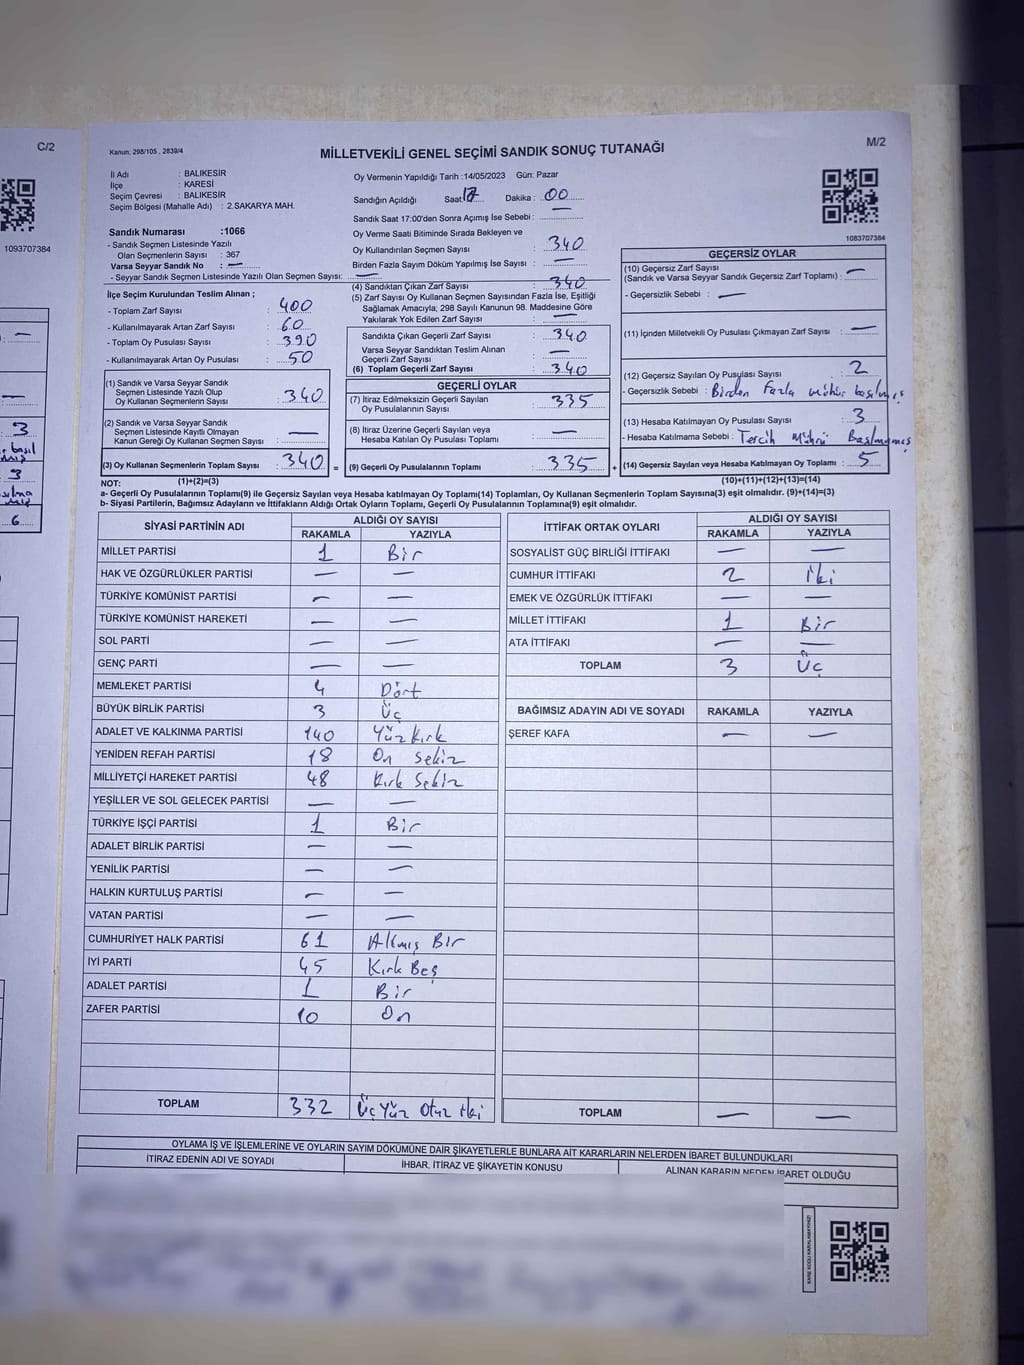 C/2
1093707384
3
3
6
M/2
Kanun: 298/105 , 2839/4
MİLLETVEKİLİ GENEL SEÇİMİ SANDIK SONUÇ TUTANAĞI
İl Adı : BALIKESİR
İlçe : KARESİ
Seçim Çevresi : BALIKESİR
Seçim Bölgesi (Mahalle Adı) : 2.SAKARYA MAH.
Oy Vermenin Yapıldığı Tarih :14/05/2023 Gün: Pazar
Sandığın Açıldığı Saat 17 Dakika : 00
Sandık Saat 17:00'den Sonra Açımış İse Sebebi : —
1083707384
Sandık Numarası :1066
- Sandık Seçmen Listesinde Yazılı
Olan Seçmenlerin Sayısı : 367
Varsa Seyyar Sandık No : —
- Seyyar Sandık Seçmen Listesinde Yazılı Olan Seçmen Sayısı: —
Oy Verme Saati Bitiminde Sırada Bekleyen ve
Oy Kullandırılan Seçmen Sayısı : 340
Birden Fazla Sayım Döküm Yapılmış İse Sayısı : —
İlçe Seçim Kurulundan Teslim Alınan ;
- Toplam Zarf Sayısı : 400
- Kullanılmayarak Artan Zarf Sayısı : 60
- Toplam Oy Pusulası Sayısı : 390
- Kullanılmayarak Artan Oy Pusulası : 50
(4) Sandıktan Çıkan Zarf Sayısı : 340
(5) Zarf Sayısı Oy Kullanan Seçmen Sayısından Fazla İse, Eşitliği
Sağlamak Amacıyla; 298 Sayılı Kanunun 98. Maddesine Göre
Yakılarak Yok Edilen Zarf Sayısı : —
Sandıkta Çıkan Geçerli Zarf Sayısı : 340
Varsa Seyyar Sandıktan Teslim Alınan
Geçerli Zarf Sayısı : —
(6) Toplam Geçerli Zarf Sayısı : 340
GEÇERSİZ OYLAR
(10) Geçersiz Zarf Sayısı
(Sandık ve Varsa Seyyar Sandık Geçersiz Zarf Toplamı) : —
- Geçersizlik Sebebi : —
(11) İçinden Milletvekili Oy Pusulası Çıkmayan Zarf Sayısı : —
(12) Geçersiz Sayılan Oy Pusulası Sayısı : 2
- Geçersizlik Sebebi : Birden Fazla mühür basılmış
(13) Hesaba Katılmayan Oy Pusulası Sayısı : 3
- Hesaba Katılmama Sebebi : Tercih Mührü Basılmamış
(14) Geçersiz Sayılan veya Hesaba Katılmayan Oy Toplamı : 5
(10)+(11)+(12)+(13)=(14)
(1) Sandık ve Varsa Seyyar Sandık
Seçmen Listesinde Yazılı Olup
Oy Kullanan Seçmenlerin Sayısı : 340
(2) Sandık ve Varsa Seyyar Sandık
Seçmen Listesinde Kayıtlı Olmayan
Kanun Gereği Oy Kullanan Seçmen Sayısı : —
(3) Oy Kullanan Seçmenlerin Toplam Sayısı : 340 =
GEÇERLİ OYLAR
(7) İtiraz Edilmeksizin Geçerli Sayılan
Oy Pusulalarının Sayısı : 335
(8) İtiraz Üzerine Geçerli Sayılan veya
Hesaba Katılan Oy Pusulası Toplamı : —
(9) Geçerli Oy Pusulalarının Toplamı : 335 +
NOT: (1)+(2)=(3)
a- Geçerli Oy Pusulalarının Toplamı(9) ile Geçersiz Sayılan veya Hesaba katılmayan Oy Toplamı(14) Toplamları, Oy Kullanan Seçmenlerin Toplam Sayısına(3) eşit olmalıdır. (9)+(14)=(3)
b- Siyasi Partilerin, Bağımsız Adayların ve İttifakların Aldığı Ortak Oyların Toplamı, Geçerli Oy Pusulalarının Toplamına(9) eşit olmalıdır.
SİYASİ PARTİNİN ADI ALDIĞI OY SAYISI
RAKAMLA YAZIYLA
MİLLET PARTİSİ 1 Bir
HAK VE ÖZGÜRLÜKLER PARTİSİ — —
TÜRKİYE KOMÜNİST PARTİSİ — —
TÜRKİYE KOMÜNİST HAREKETİ — —
SOL PARTİ — —
GENÇ PARTİ — —
MEMLEKET PARTİSİ 4 Dört
BÜYÜK BİRLİK PARTİSİ 3 Üç
ADALET VE KALKINMA PARTİSİ 140 Yüz kırk
YENİDEN REFAH PARTİSİ 18 On Sekiz
MİLLİYETÇİ HAREKET PARTİSİ 48 Kırk Sekiz
YEŞİLLER VE SOL GELECEK PARTİSİ — —
TÜRKİYE İŞÇİ PARTİSİ 1 Bir
ADALET BİRLİK PARTİSİ — —
YENİLİK PARTİSİ — —
HALKIN KURTULUŞ PARTİSİ — —
VATAN PARTİSİ — —
CUMHURİYET HALK PARTİSİ 61 Altmış Bir
İYİ PARTİ 45 Kırk Beş
ADALET PARTİSİ 1 Bir
ZAFER PARTİSİ 10 On
TOPLAM 332 Üç Yüz Otuz iki
İTTİFAK ORTAK OYLARI ALDIĞI OY SAYISI
RAKAMLA YAZIYLA
SOSYALİST GÜÇ BİRLİĞİ İTTİFAKI — —
CUMHUR İTTİFAKI 2 İki
EMEK VE ÖZGÜRLÜK İTTİFAKI — —
MİLLET İTTİFAKI 1 Bir
ATA İTTİFAKI — —
TOPLAM 3 Üç
BAĞIMSIZ ADAYIN ADI VE SOYADI RAKAMLA YAZIYLA
ŞEREF KAFA — —
TOPLAM — —
OYLAMA İŞ VE İŞLEMLERİNE VE OYLARIN SAYIM DÖKÜMÜNE DAİR ŞİKAYETLERLE BUNLARA AİT KARARLARIN NELERDEN İBARET BULUNDUKLARI
İTİRAZ EDENİN ADI VE SOYADI İHBAR, İTİRAZ VE ŞİKAYETİN KONUSU ALINAN KARARIN NEDEN İBARET OLDUĞU